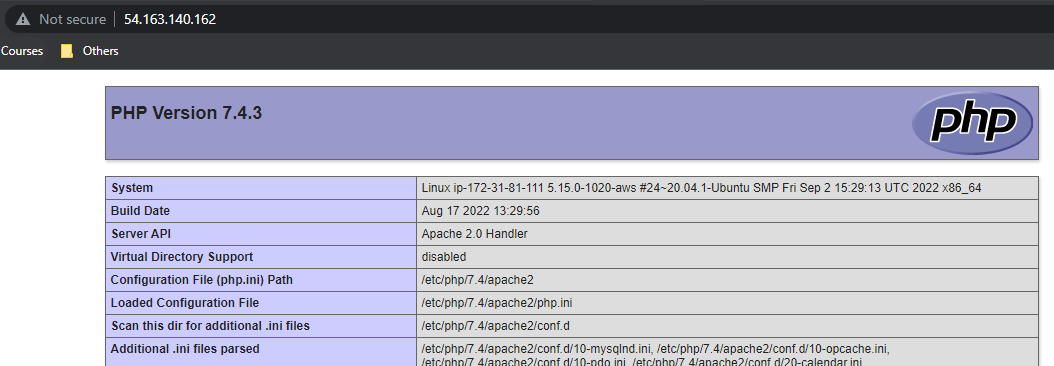 Not secure | 54.163.140.162
Courses Others
PHP Version 7.4.3 php
System Linux ip-172-31-81-111 5.15.0-1020-aws #24~20.04.1-Ubuntu SMP Fri Sep 2 15:29:13 UTC 2022 x86_64
Build Date Aug 17 2022 13:29:56
Server API Apache 2.0 Handler
Virtual Directory Support disabled
Configuration File (php.ini) Path /etc/php/7.4/apache2
Loaded Configuration File /etc/php/7.4/apache2/php.ini
Scan this dir for additional .ini files /etc/php/7.4/apache2/conf.d
Additional .ini files parsed /etc/php/7.4/apache2/conf.d/10-mysqlnd.ini, /etc/php/7.4/apache2/conf.d/10-opcache.ini,
/etc/php/7.4/apache2/conf.d/10-pdo.ini, /etc/php/7.4/apache2/conf.d/20-calendar.ini,